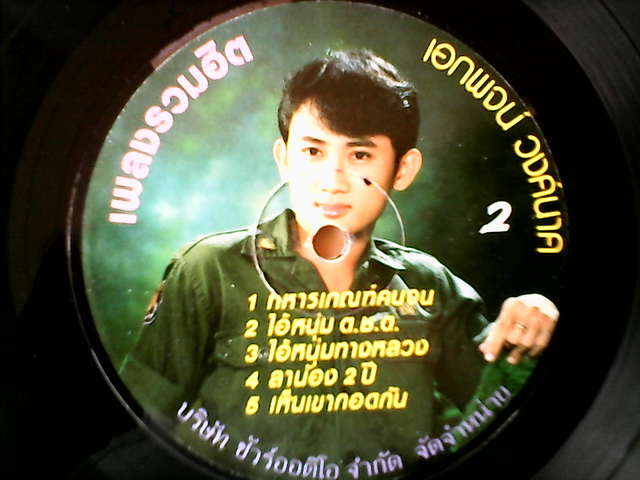 เพลงรวมฮิต
เอกพจน์ วงศ์นาค
2
1 ทหารเกณฑ์คนจน
2 ไอ้หนุ่ม ต.ช.ด.
3 ไอ้หนุ่มทางหลวง
4 ลาน้อง 2 ปี
5 เห็นเขากอดกัน
บริษัท ซัวร์ออดิโอ จำกัด จัดจำหน่าย